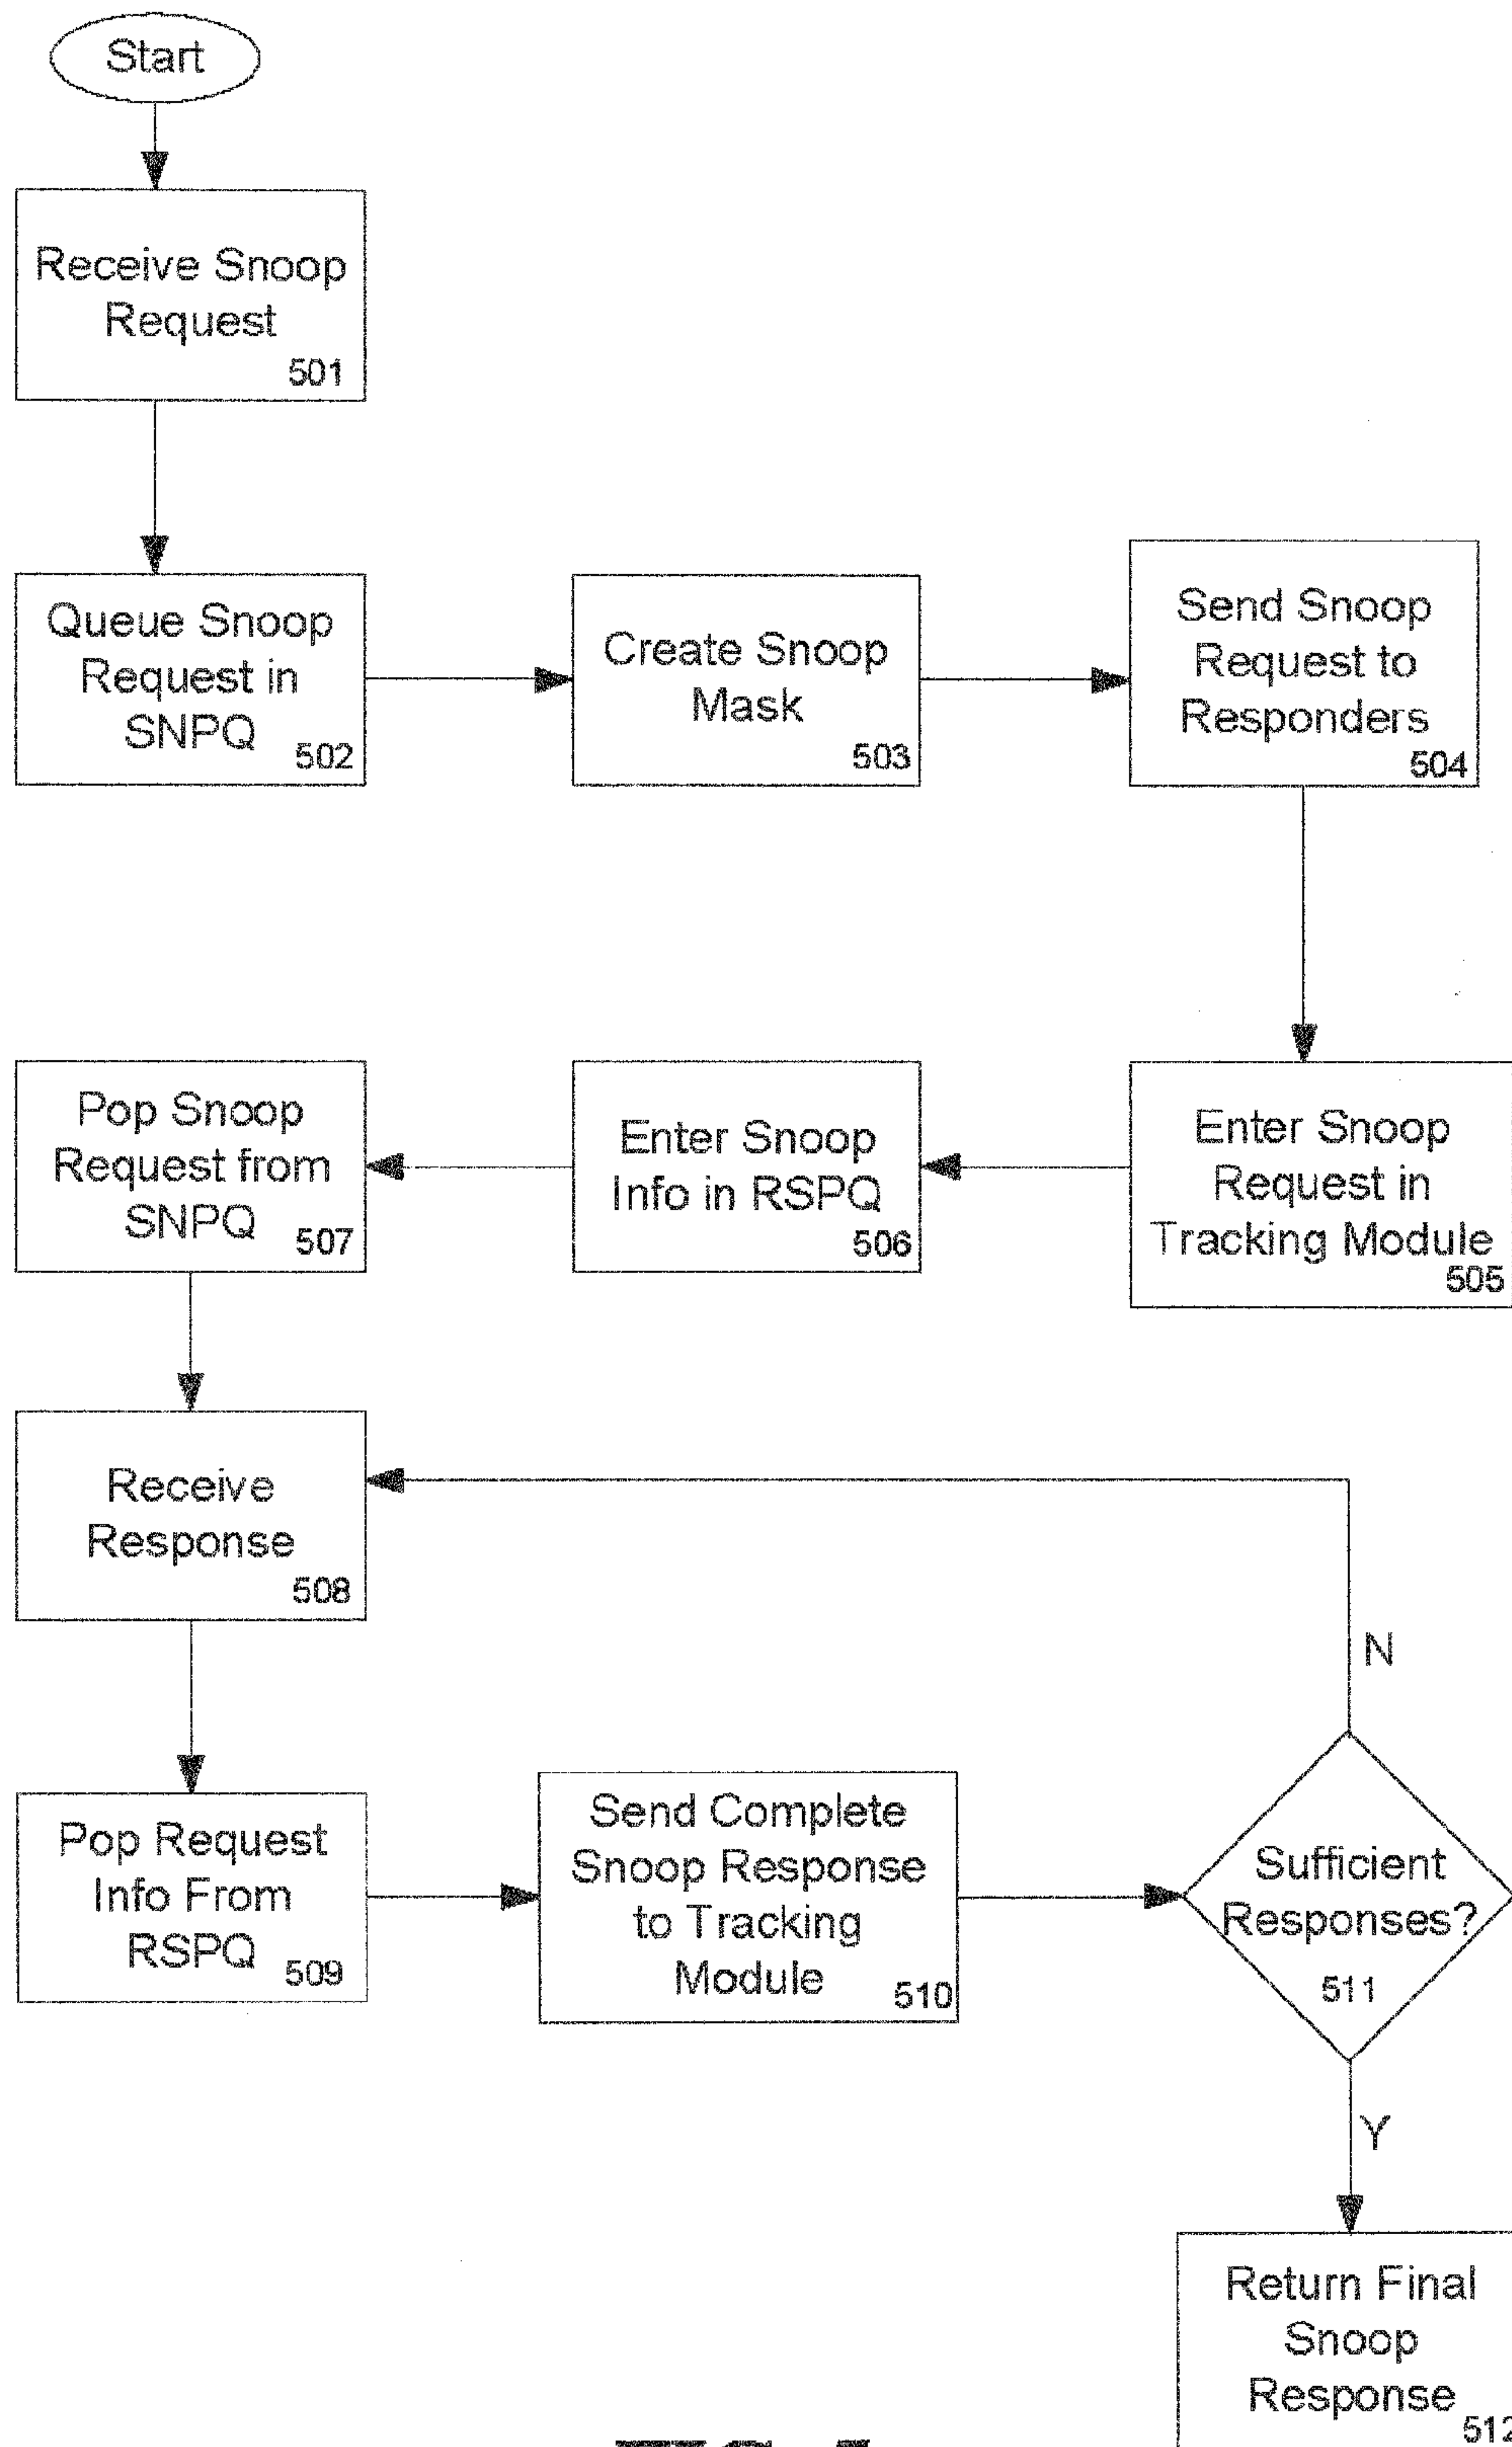 Start
Receive Snoop
Request
501
Queue Snoop
Request in
SNPQ
502
Create Snoop
Mask
503
Send Snoop
Request to
Responders
504
Enter Snoop
Request in
Tracking Module
505
Enter Snoop
Info in RSPQ
506
Pop Snoop
Request from
SNPQ
507
Receive
Response
508
Pop Request
Info From
RSPQ
509
Send Complete
Snoop Response
to Tracking
Module
510
N
Sufficient
Responses?
511
Y
Return Final
Snoop
Response
512